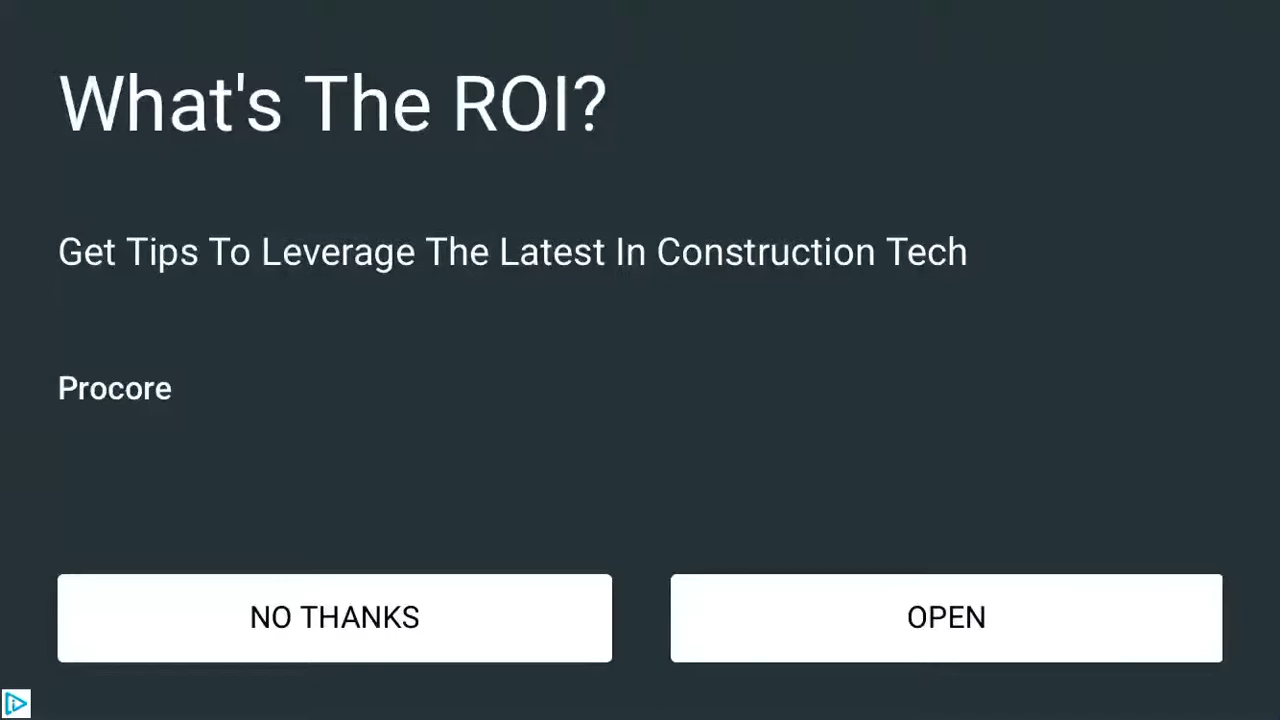 What's The ROI?
Get Tips To Leverage The Latest In Construction Tech
Procore
NO THANKS
OPEN